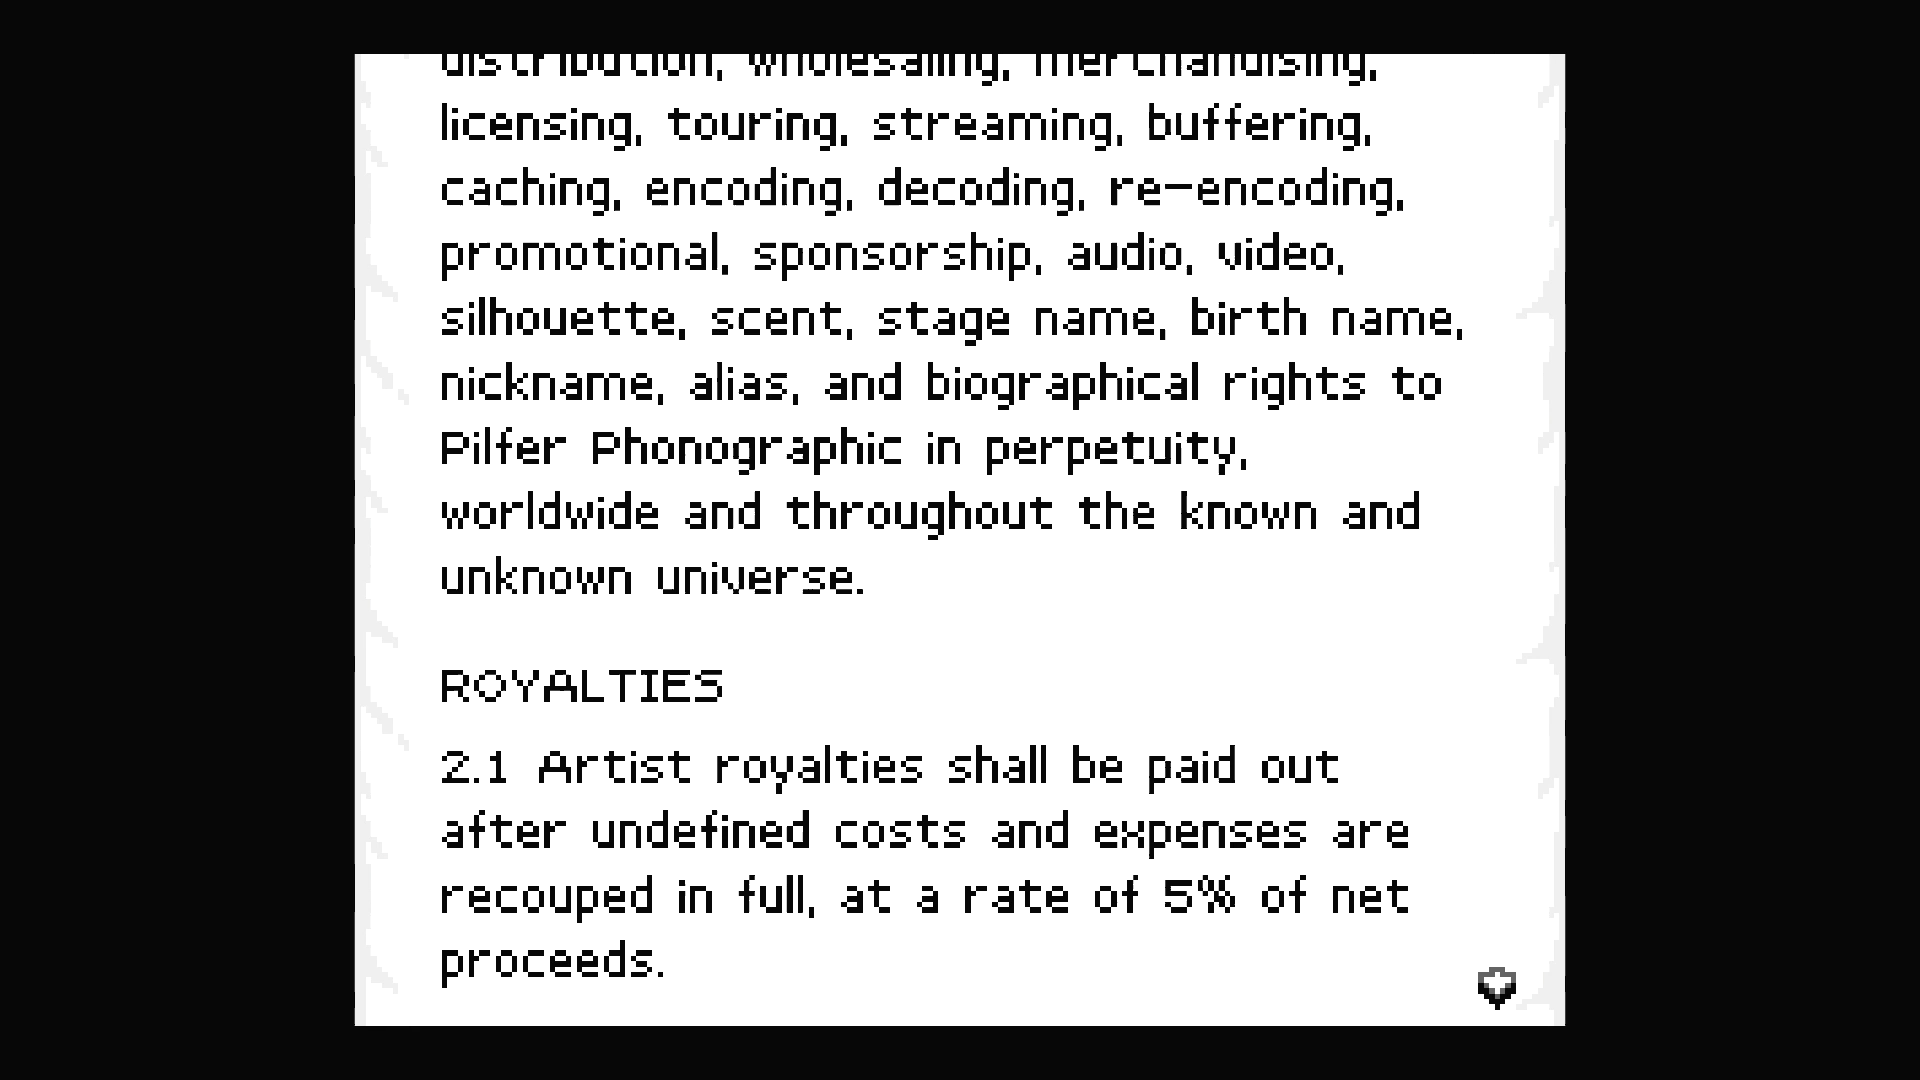 distribution, wholesaling, merchandising,
licensing, touring, streaming, buffering,
caching, encoding, decoding, re-encoding,
promotional, sponsorship, audio, video,
silhouette, scent, stage name, birth name,
nickname, alias, and biographical rights to
Pilfer Phonographic in perpetuity,
worldwide and throughout the known and
unknown universe.
ROYALTIES
2.1 Artist royalties shall be paid out
after undefined costs and expenses are
recouped in full, at a rate of 5% of net
proceeds.